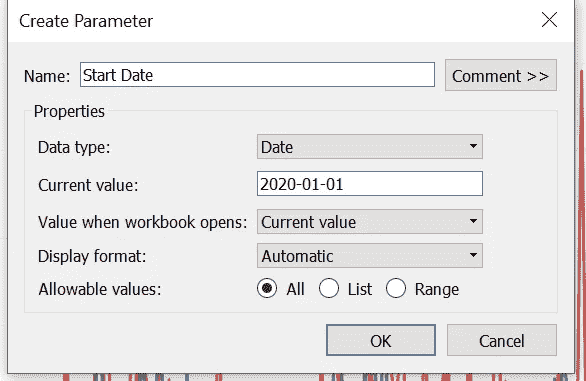 Create Parameter
Name: Start Date Comment >>
Properties
Data type: Date
Current value: 2020-01-01
Value when workbook opens: Current value
Display format: Automatic
Allowable values: All List Range
OK Cancel